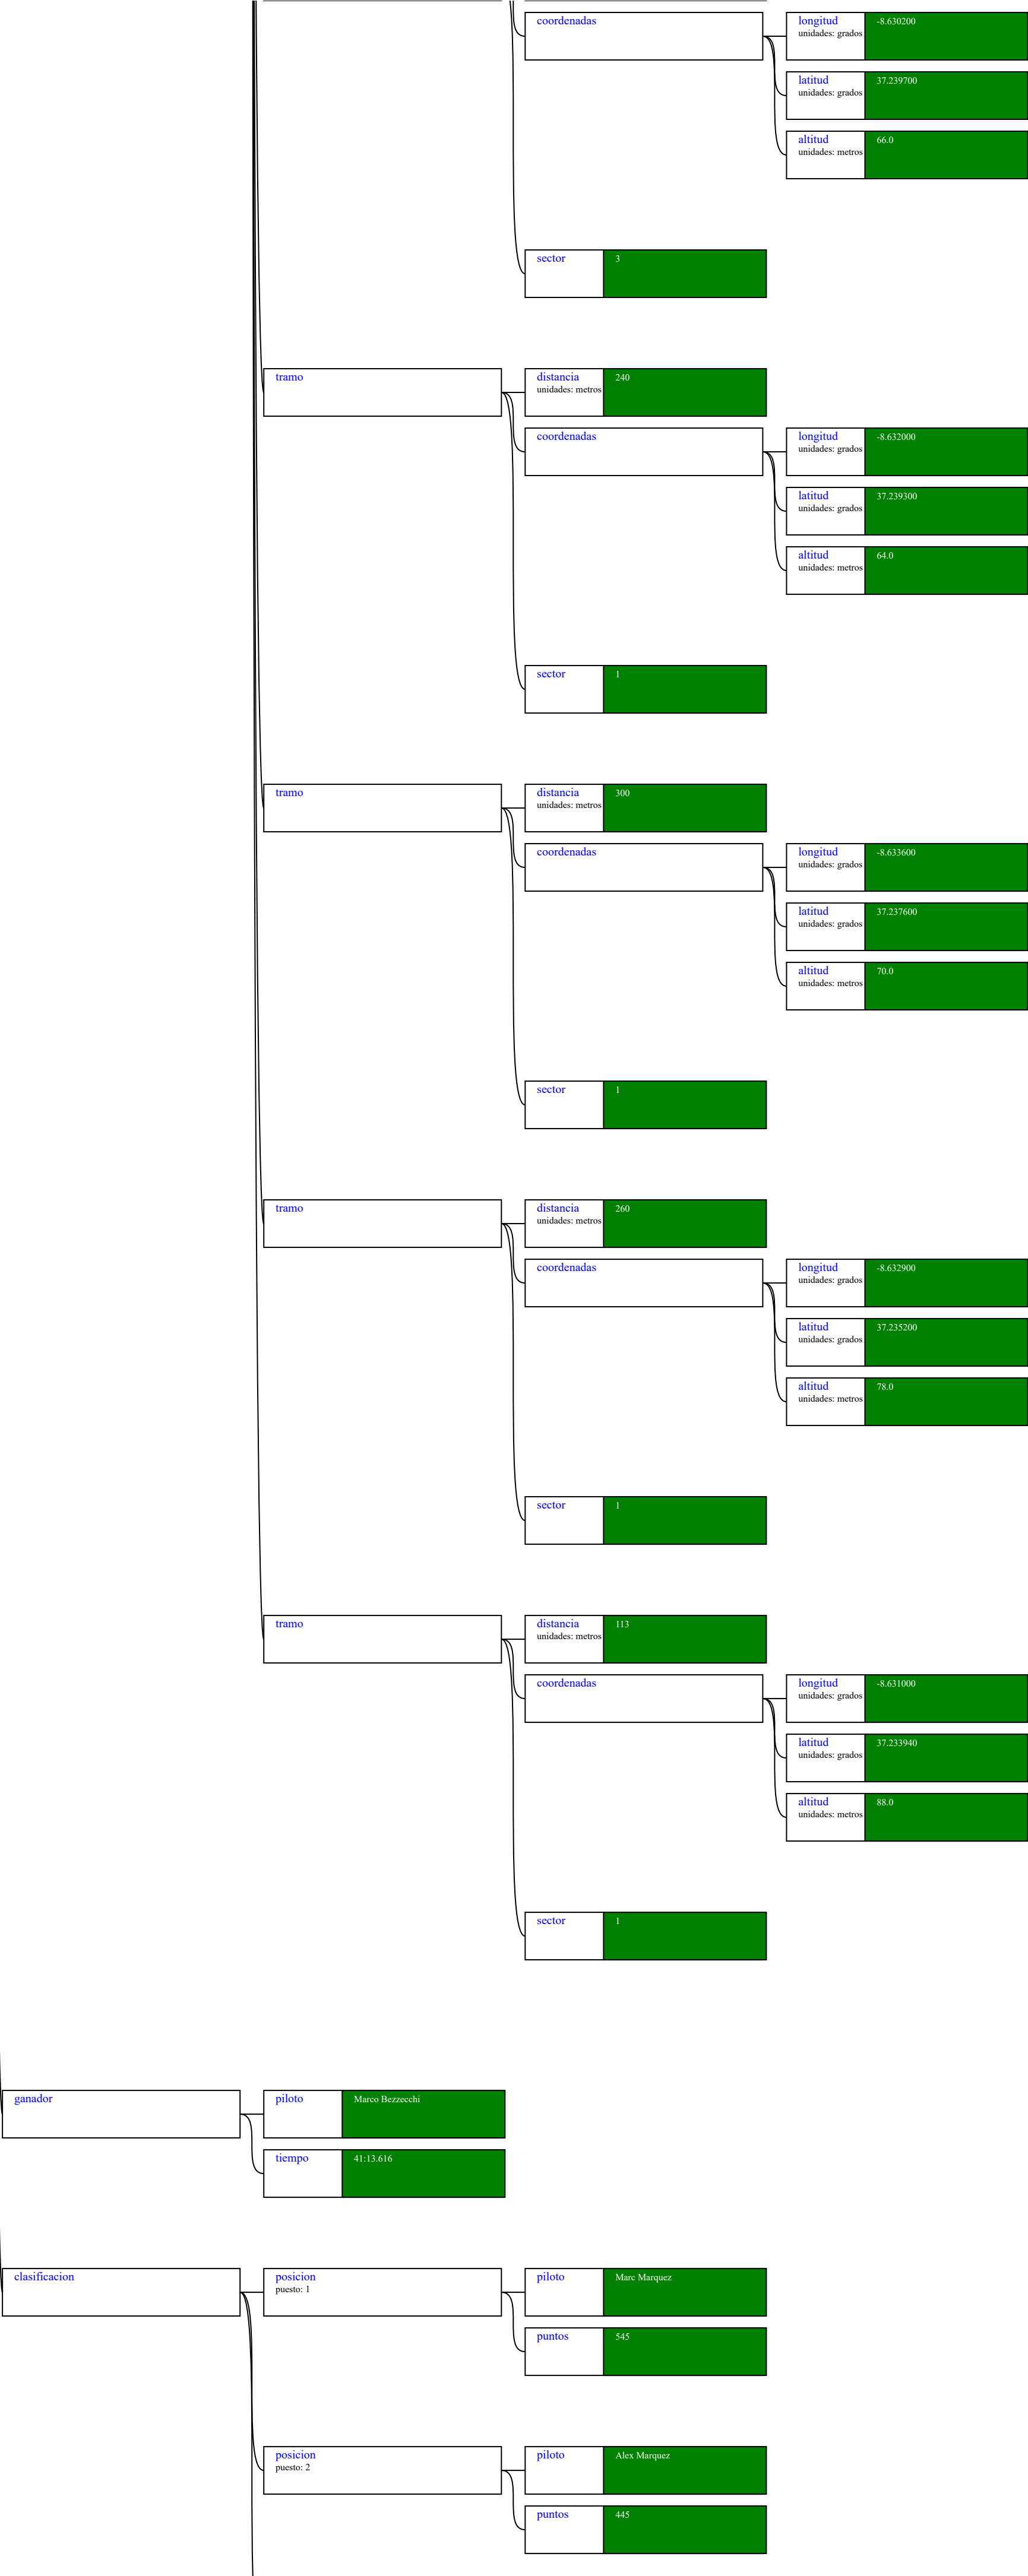 coordenadas
longitud
unidades: grados
-8.630200
latitud
unidades: grados
37.239700
altitud
unidades: metros
66.0
sector
3
tramo
distancia
unidades: metros
240
coordenadas
longitud
unidades: grados
-8.632000
latitud
unidades: grados
37.239300
altitud
unidades: metros
64.0
sector
1
tramo
distancia
unidades: metros
300
coordenadas
longitud
unidades: grados
-8.633600
latitud
unidades: grados
37.237600
altitud
unidades: metros
70.0
sector
1
tramo
distancia
unidades: metros
260
coordenadas
longitud
unidades: grados
-8.632900
latitud
unidades: grados
37.235200
altitud
unidades: metros
78.0
sector
1
tramo
distancia
unidades: metros
113
coordenadas
longitud
unidades: grados
-8.631000
latitud
unidades: grados
37.233940
altitud
unidades: metros
88.0
sector
1
ganador
piloto
Marco Bezzecchi
tiempo
41:13.616
clasificacion
posicion
puesto: 1
piloto
Marc Marquez
puntos
545
posicion
puesto: 2
piloto
Alex Marquez
puntos
445